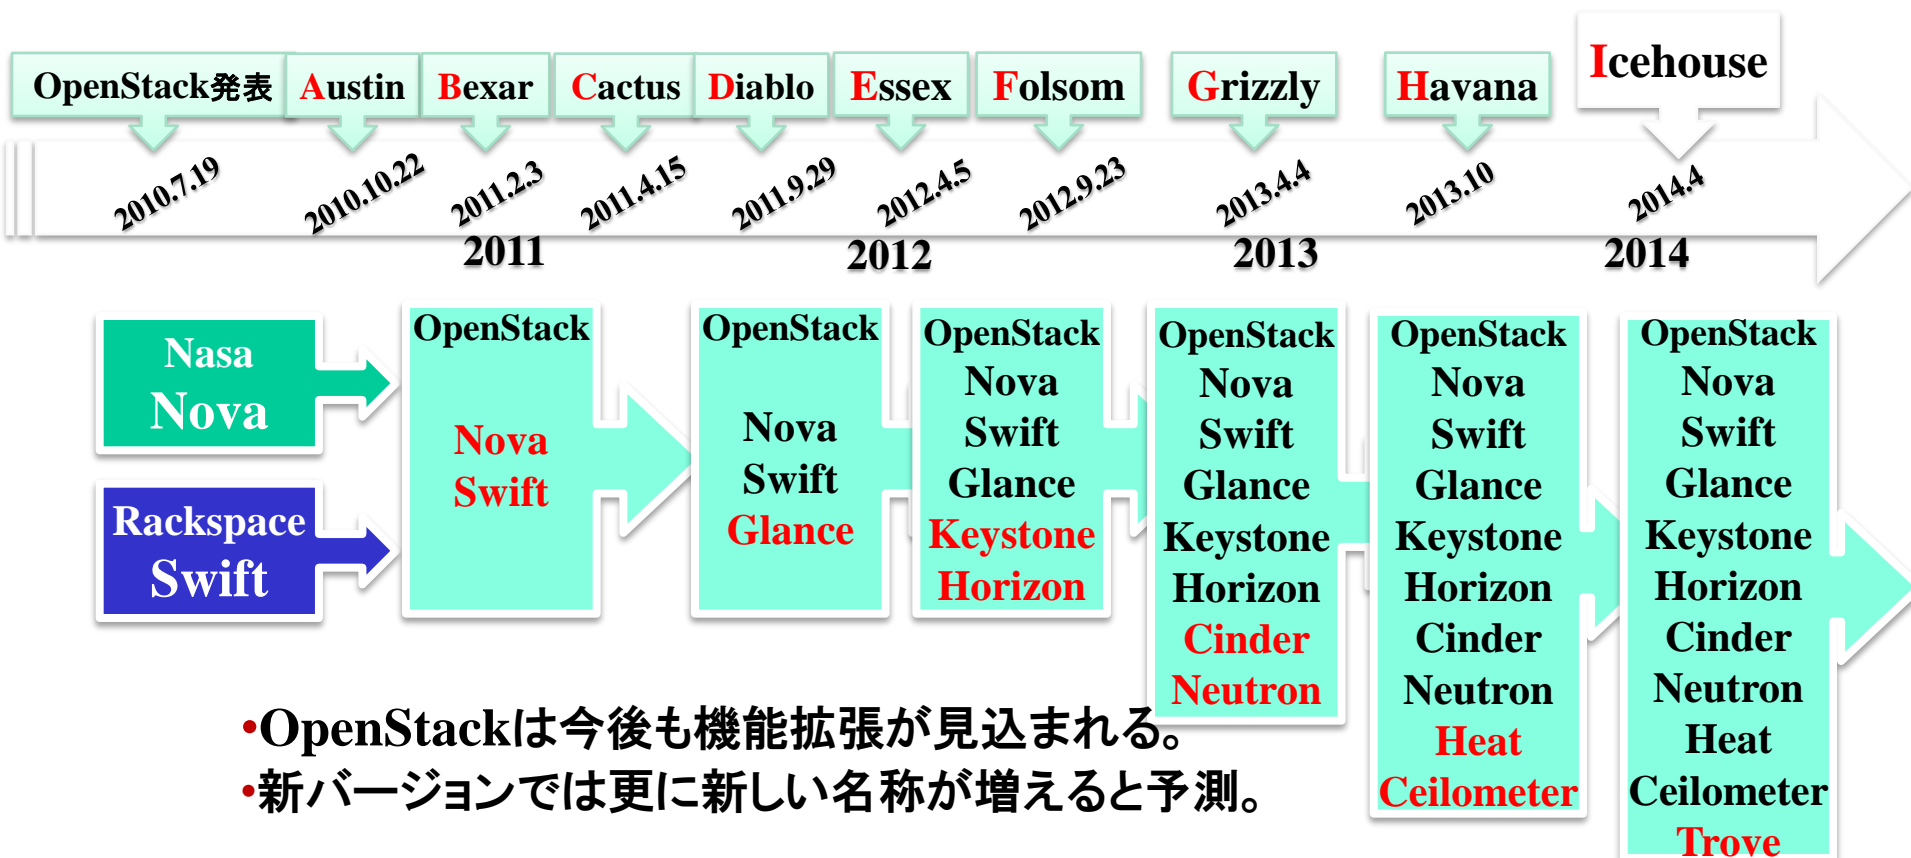 OpenStack発表
Austin
Bexar
Cactus
Diablo
Essex
Folsom
Grizzly
Havana
Icehouse
2010.7.19
2010.10.22
2011.2.3
2011.4.15
2011.9.29
2012.4.5
2012.9.23
2013.4.4
2013.10
2014.4
2011
2012
2013
2014
Nasa
Nova
Rackspace
Swift
OpenStack
Nova
Swift
OpenStack
Nova
Swift
Glance
OpenStack
Nova
Swift
Glance
Keystone
Horizon
OpenStack
Nova
Swift
Glance
Keystone
Horizon
Cinder
Neutron
OpenStack
Nova
Swift
Glance
Keystone
Horizon
Cinder
Neutron
Heat
Ceilometer
OpenStack
Nova
Swift
Glance
Keystone
Horizon
Cinder
Neutron
Heat
Ceilometer
Trove
•OpenStackは今後も機能拡張が見込まれる。
•新バージョンでは更に新しい名称が増えると予測。